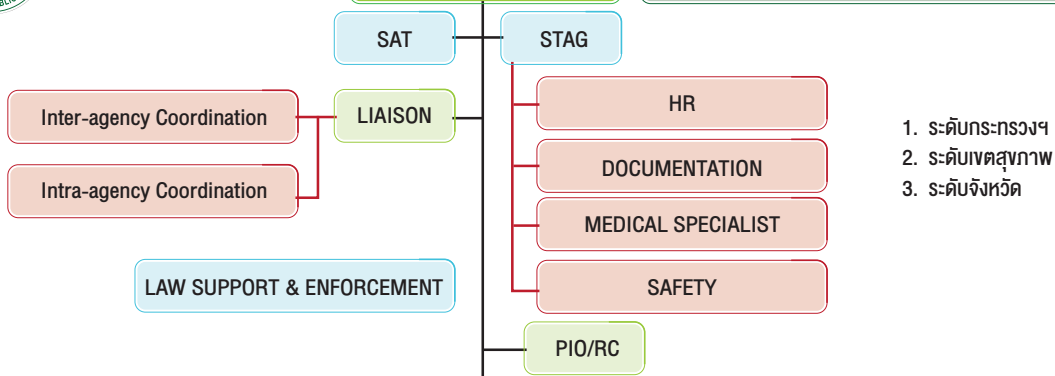 SAT
STAG
Inter-agency Coordination
LIAISON
HR
Intra-agency Coordination
DOCUMENTATION
MEDICAL SPECIALIST
LAW SUPPORT & ENFORCEMENT
SAFETY
PIO/RC
1. ระดับกระทรวงฯ
2. ระดับเขตสุขภาพ
3. ระดับจังหวัด